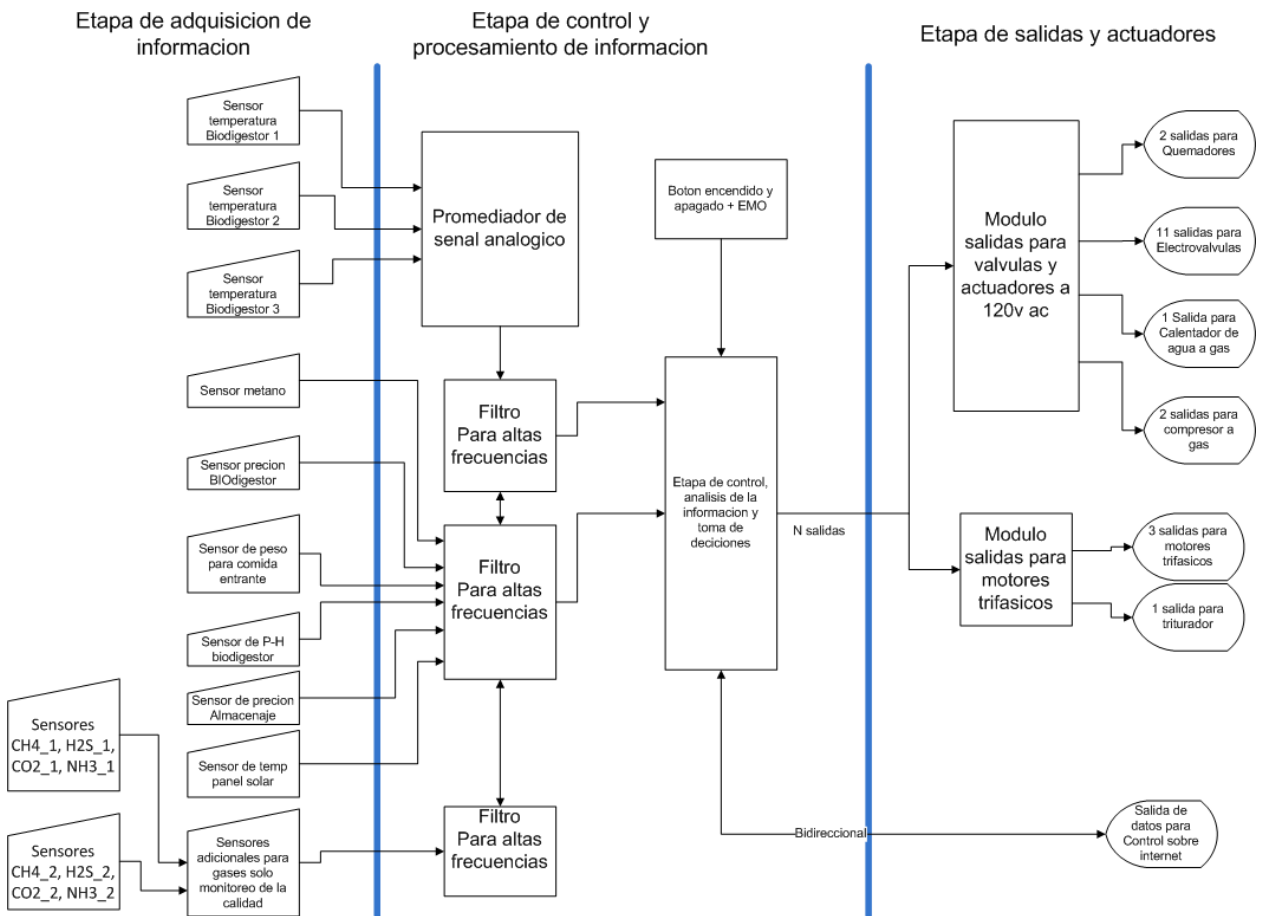 Etapa de adquisicion de
informacion
Etapa de control y
procesamiento de informacion
Etapa de salidas y actuadores
Sensor
temperatura
Biodigestor 1
Sensor
temperatura
Biodigestor 2
Sensor
temperatura
Biodigestor 3
Sensor metano
Sensor precion
BIOdigestor
Sensor de peso
para comida
entrante
Sensor de P-H
biodigestor
Sensor de precion
Almacenaje
Sensor de temp
panel solar
Sensores
CH4_1, H2S_1,
CO2_1, NH3_1
Sensores
CH4_2, H2S_2,
CO2_2, NH3_2
Sensores
adicionales para
gases solo
monitoreo de la
calidad
Promediador de
senal analogico
Filtro
Para altas
frecuencias
Filtro
Para altas
frecuencias
Filtro
Para altas
frecuencias
Boton encendido y
apagado + EMO
Etapa de control,
analisis de la
informacion y
toma de
deciciones
N salidas
Bidireccional
Modulo
salidas para
valvulas y
actuadores a
120v ac
Modulo
salidas para
motores
trifasicos
2 salidas para
Quemadores
11 salidas para
Electrovalvulas
1 Salida para
Calentador de
agua a gas
2 salidas para
compresor a
gas
3 salidas para
motores
trifasicos
1 salida para
triturador
Salida de
datos para
Control sobre
internet